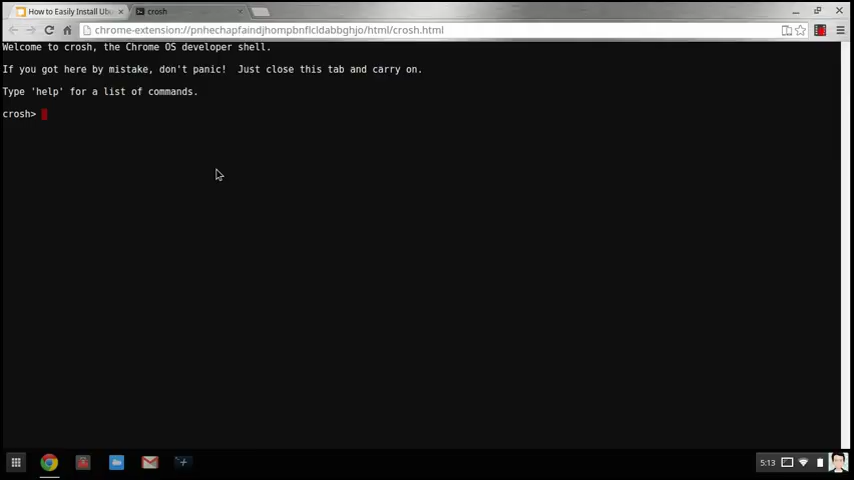 How to Easily Install Ubu
crosh
chrome-extension://pnhechapfaindjhompbnflcldabbghjo/html/crosh.html
Welcome to crosh, the Chrome OS developer shell.
If you got here by mistake, don't panic!  Just close this tab and carry on.
Type 'help' for a list of commands.
crosh>
5:13